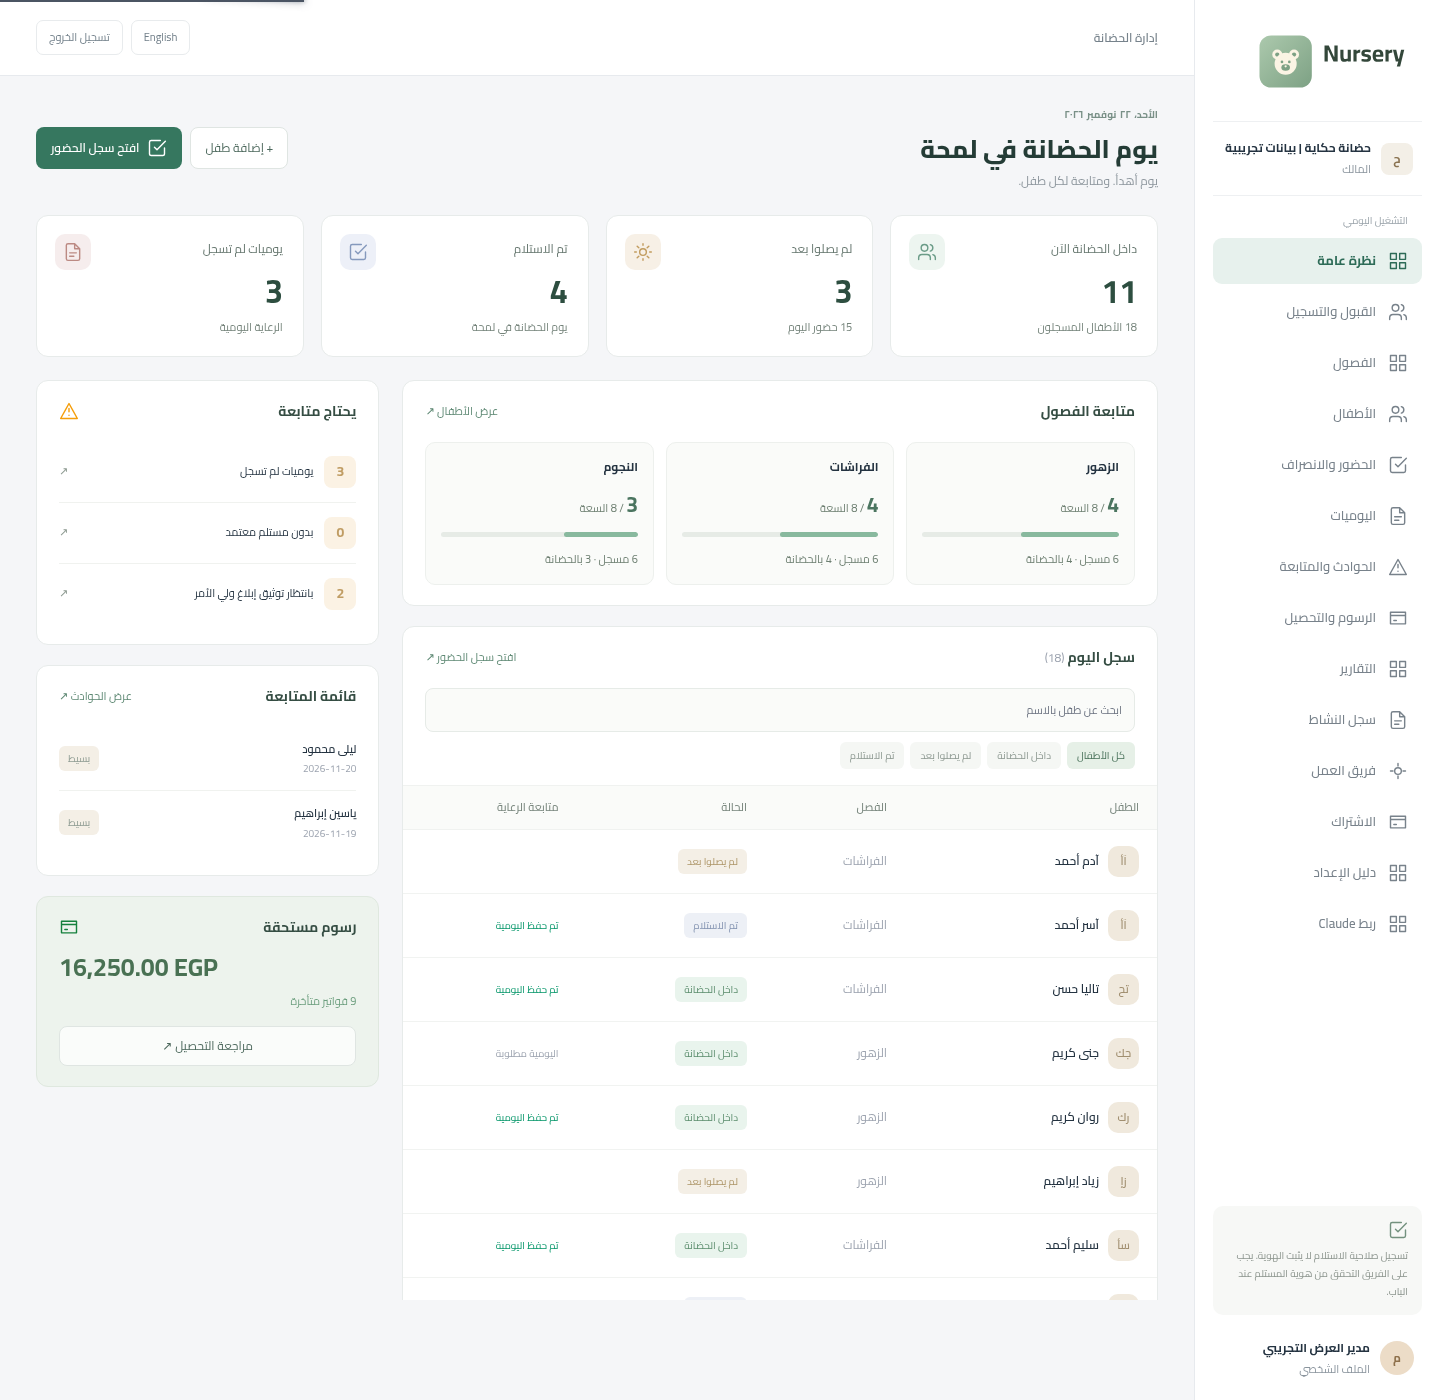 Nursery
ح
حضانة حكاية | بيانات تجريبية
المالك
التشغيل اليومي
نظرة عامة
القبول والتسجيل
الفصول
الأطفال
الحضور والانصراف
اليوميات
الحوادث والمتابعة
الرسوم والتحصيل
التقارير
سجل النشاط
فريق العمل
الاشتراك
دليل الإعداد
ربط Claude
تسجيل صلاحية الاستلام لا يثبت الهوية. يجب
على الفريق التحقق من هوية المستلم عند
الباب.
م
مدير العرض التجريبي
الملف الشخصي
إدارة الحضانة
English
تسجيل الخروج
الأحد، ٢٢ نوفمبر ٢٠٢٦
يوم الحضانة في لمحة
يوم أهدأ. ومتابعة لكل طفل.
+ إضافة طفل
افتح سجل الحضور
داخل الحضانة الآن
11
18 الأطفال المسجلون
لم يصلوا بعد
3
15 حضور اليوم
تم الاستلام
4
يوم الحضانة في لمحة
يوميات لم تسجل
3
الرعاية اليومية
متابعة الفصول
عرض الأطفال ↗
الزهور
4 / 8 السعة
6 مسجل · 4 بالحضانة
الفراشات
4 / 8 السعة
6 مسجل · 4 بالحضانة
النجوم
3 / 8 السعة
6 مسجل · 3 بالحضانة
سجل اليوم (18)
افتح سجل الحضور ↗
ابحث عن طفل بالاسم
كل الأطفال
داخل الحضانة
لم يصلوا بعد
تم الاستلام
الطفل الفصل الحالة متابعة الرعاية
أأ آدم أحمد الفراشات لم يصلوا بعد
أأ آسر أحمد الفراشات تم الاستلام تم حفظ اليومية
تح تاليا حسن الفراشات داخل الحضانة تم حفظ اليومية
جك جنى كريم الزهور داخل الحضانة اليومية مطلوبة
رك روان كريم الزهور داخل الحضانة تم حفظ اليومية
زإ زياد إبراهيم الزهور لم يصلوا بعد
سأ سليم أحمد الفراشات داخل الحضانة تم حفظ اليومية
يحتاج متابعة
3 يوميات لم تسجل ↗
0 بدون مستلم معتمد ↗
2 بانتظار توثيق إبلاغ ولي الأمر ↗
قائمة المتابعة
عرض الحوادث ↗
ليلى محمود
2026-11-20
بسيط
ياسين إبراهيم
2026-11-19
بسيط
رسوم مستحقة
16,250.00 EGP
9 فواتير متأخرة
مراجعة التحصيل ↗